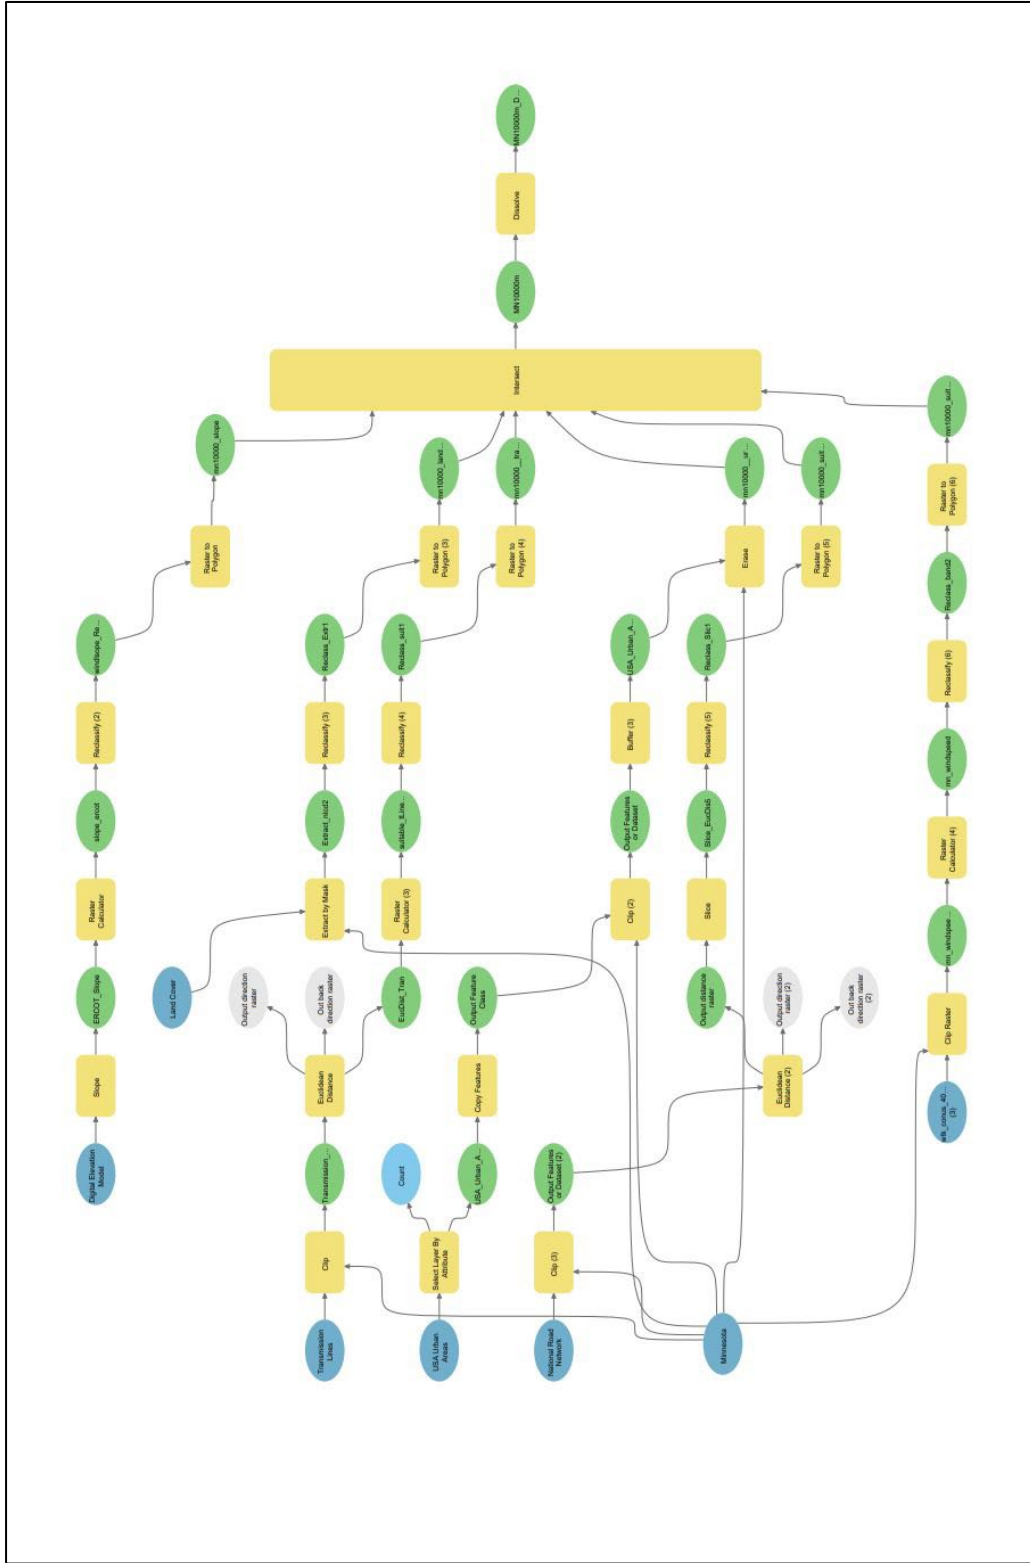 Digital Elevation
Model
Slope
ERCOT_Slope
Raster
Calculator
slope_ercot
Reclassify (2)
windsope_Re...
Raster to
Polygon
mn10000_slope
Land Cover
Output direction
raster
Out back
direction raster
Transmission
Lines
Clip
Transmission_...
Euclidean
Distance
EucDist_Tran
Extract by Mask
Extract_nlcd2
Reclassify (3)
Reclass_Extr1
Raster to
Polygon (3)
mn10000_land...
Raster
Calculator (3)
suitable_tLine...
Reclassify (4)
Reclass_suit1
Raster to
Polygon (4)
mn10000__tra...
USA Urban
Areas
Select Layer By
Attribute
Count
USA_Urban_A...
Copy Features
Output Feature
Class
Intersect
MN10000m
Dissolve
MN10000m_D...
National Road
Network
Clip (3)
Output Features
or Dataset (2)
Clip (2)
Output Features
or Dataset
Buffer (3)
USA_Urban_A...
Erase
mn10000__ur...
Minnesota
Euclidean
Distance (2)
Output distance
raster
Output direction
raster (2)
Out back
direction raster
(2)
Slice
Slice_EucDis5
Reclassify (5)
Reclass_Slic1
Raster to
Polygon (5)
mn10000_suit...
wtk_conus_40...
(3)
Clip Raster
mn_windspee...
Raster
Calculator (4)
mn_windspeed
Reclassify (6)
Reclass_band2
Raster to
Polygon (6)
mn10000_suit...